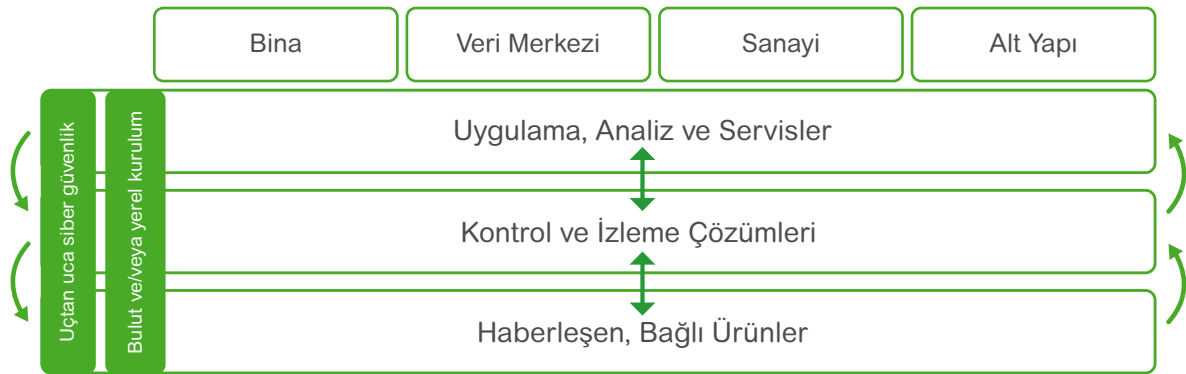 Bina
Veri Merkezi
Sanayi
Alt Yapı
Uçtan uca siber güvenlik
Bulut ve/veya yerel kurulum
Uygulama, Analiz ve Servisler
Kontrol ve İzleme Çözümleri
Haberleşen, Bağlı Ürünler